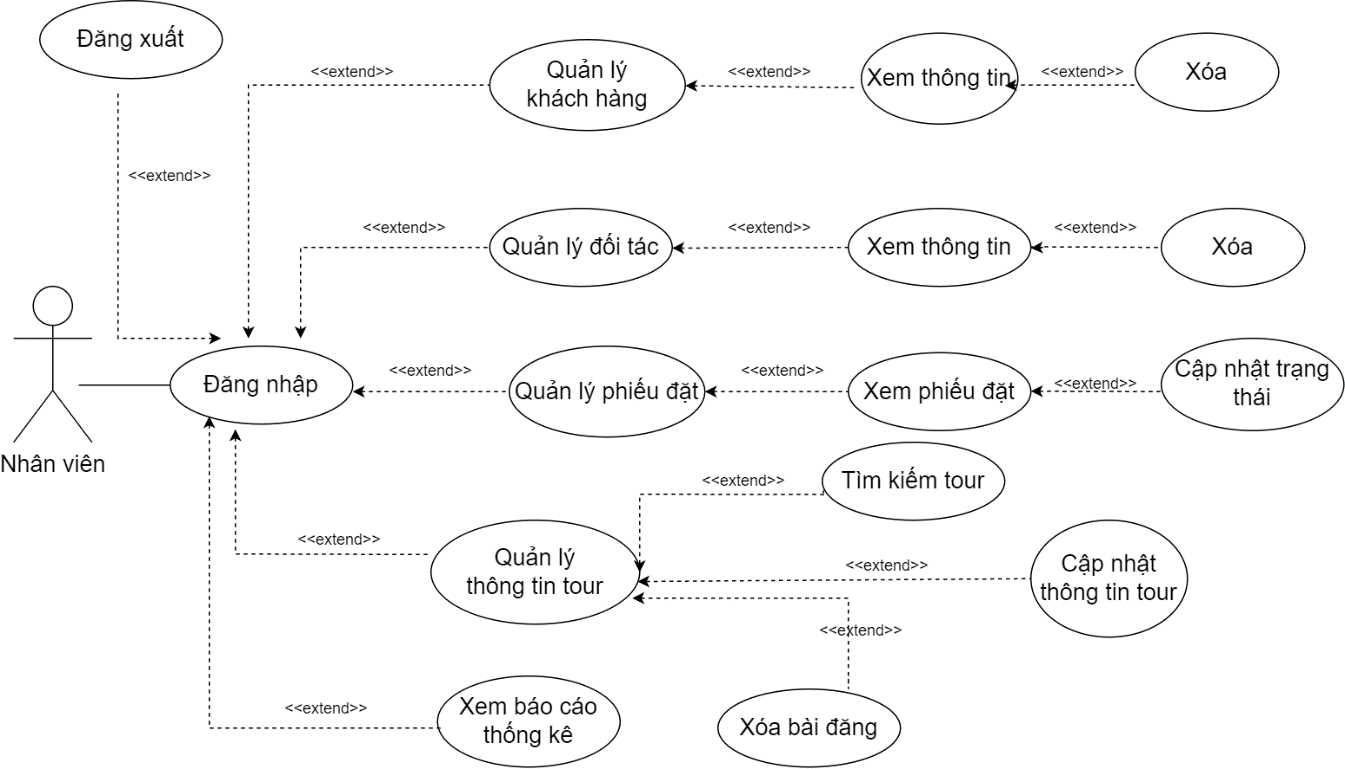 Đăng xuất
<<extend>>
Quản lý
khách hàng
<<extend>>
Xem thông tin
<<extend>>
Xóa
<<extend>>
<<extend>>
Quản lý đối tác
<<extend>>
Xem thông tin
<<extend>>
Xóa
Nhân viên
Đăng nhập
<<extend>>
Quản lý phiếu đặt
<<extend>>
Xem phiếu đặt
<<extend>>
Cập nhật trạng
thái
<<extend>>
Quản lý
thông tin tour
<<extend>>
Tìm kiếm tour
<<extend>>
Cập nhật
thông tin tour
<<extend>>
Xóa bài đăng
<<extend>>
Xem báo cáo
thống kê